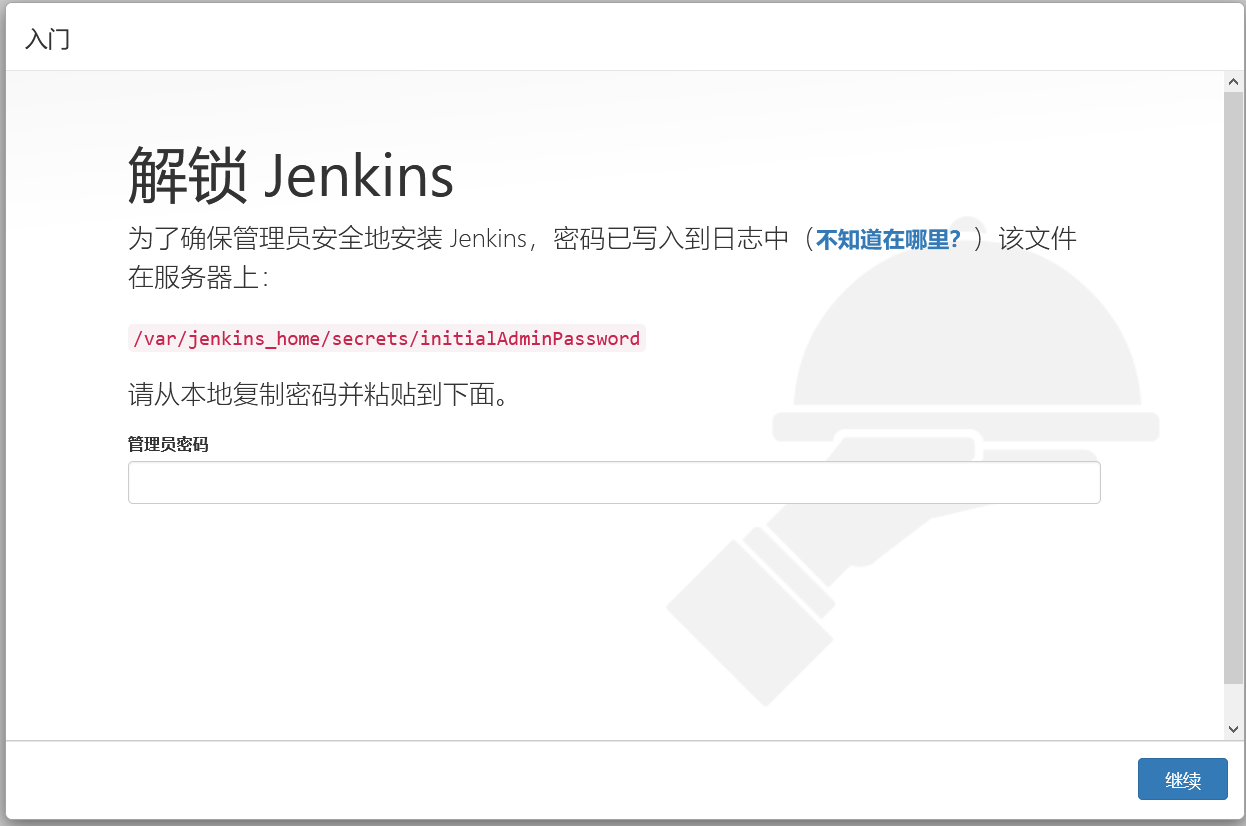 入门
解锁 Jenkins
为了确保管理员安全地安装 Jenkins，密码已写入到日志中（不知道在哪里？）该文件
在服务器上：
/var/jenkins_home/secrets/initialAdminPassword
请从本地复制密码并粘贴到下面。
管理员密码
继续